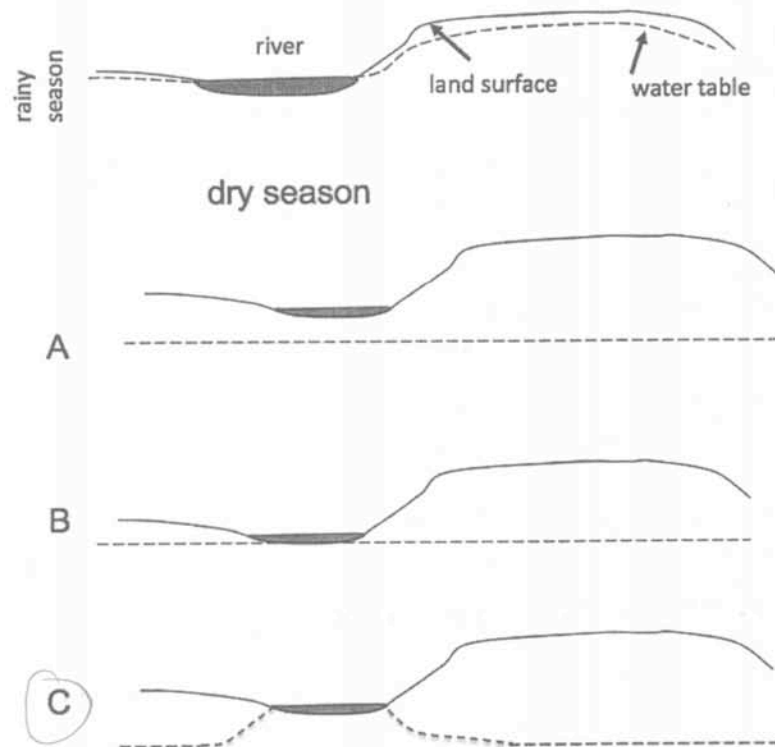 rainy
season
river
land surface
water table
dry season
A
B
C